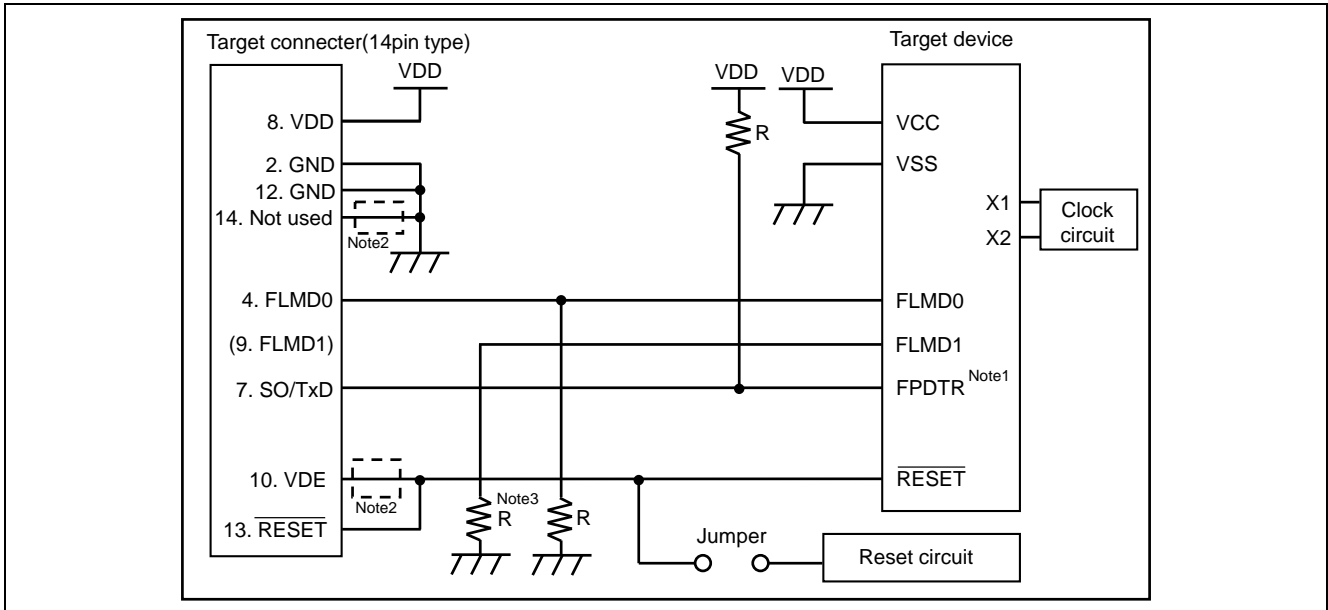 Target connecter(14pin type)
Target device
VDD
VDD
VDD
8. VDD
R
VCC
2. GND
VSS
12. GND
14. Not used
Note2
X1
X2
Clock
circuit
4. FLMD0
FLMD0
(9. FLMD1)
FLMD1
7. SO/TxD
FPDTR Note1
10. VDE
RESET
Note2
Note3
R
R
13. RESET
Jumper
Reset circuit